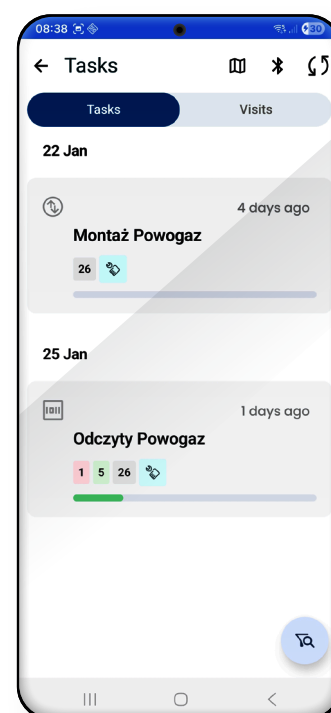 08:38 30
Tasks
Tasks Visits
22 Jan
4 days ago
Montaż Powogaz
26
25 Jan
1011 1 days ago
Odczyty Powogaz
1 5 26